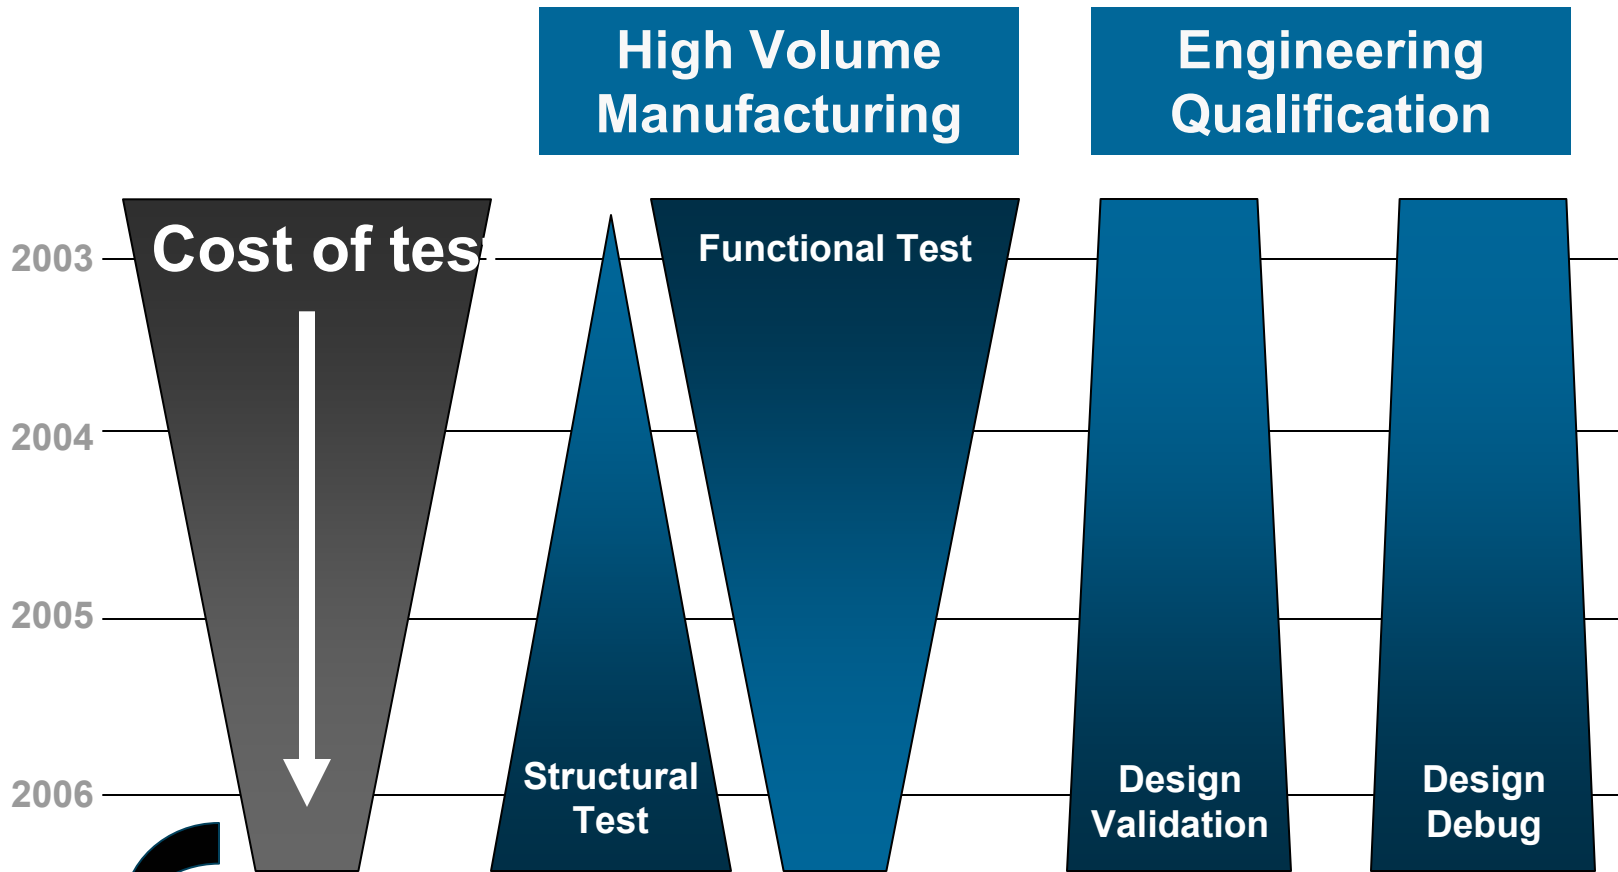 High Volume
Manufacturing
Engineering
Qualification
Cost of test
Functional Test
2003
2004
2005
2006
Structural
Test
Design
Validation
Design
Debug